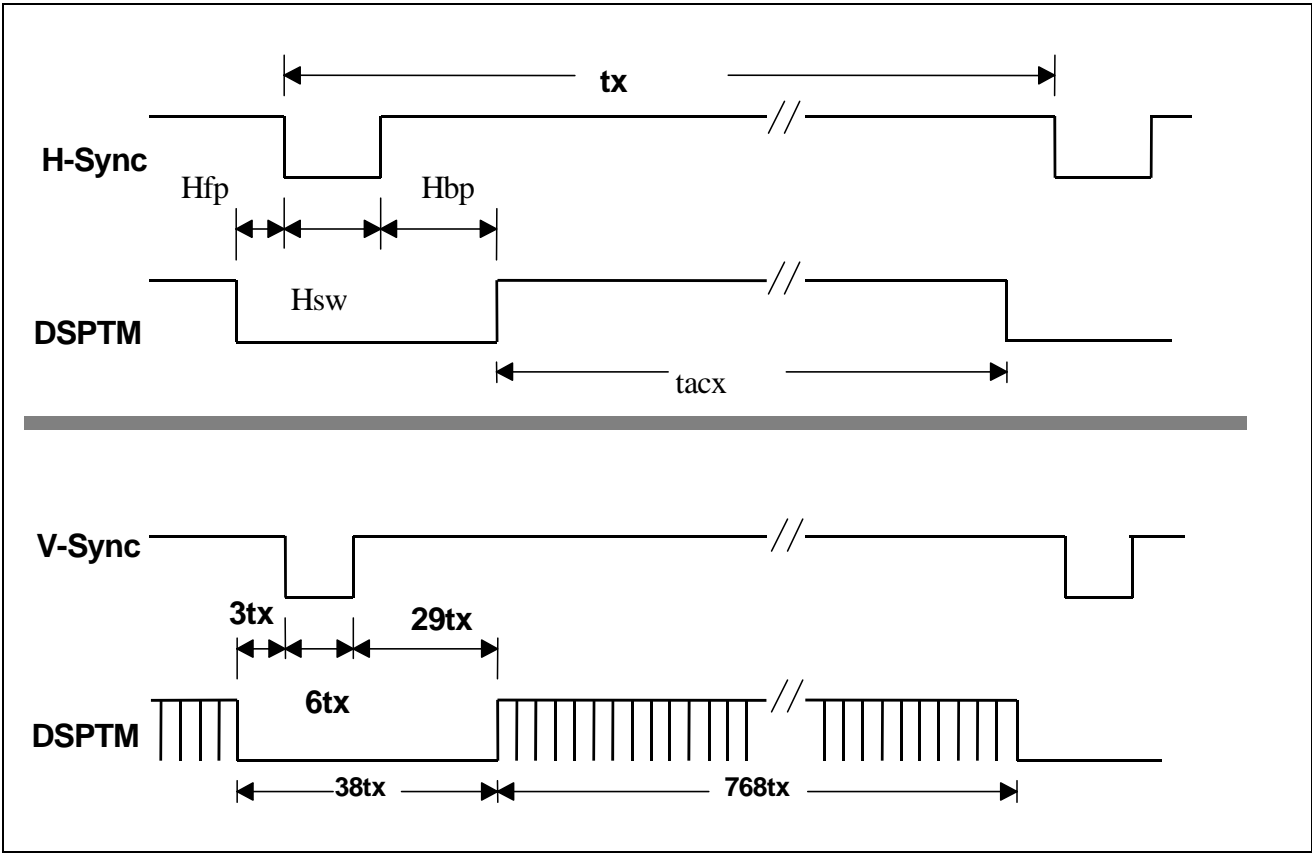 tx
H-Sync
Hfp
Hbp
Hsw
DSPTM
tacx
V-Sync
3tx
29tx
6tx
DSPTM
38tx
768tx